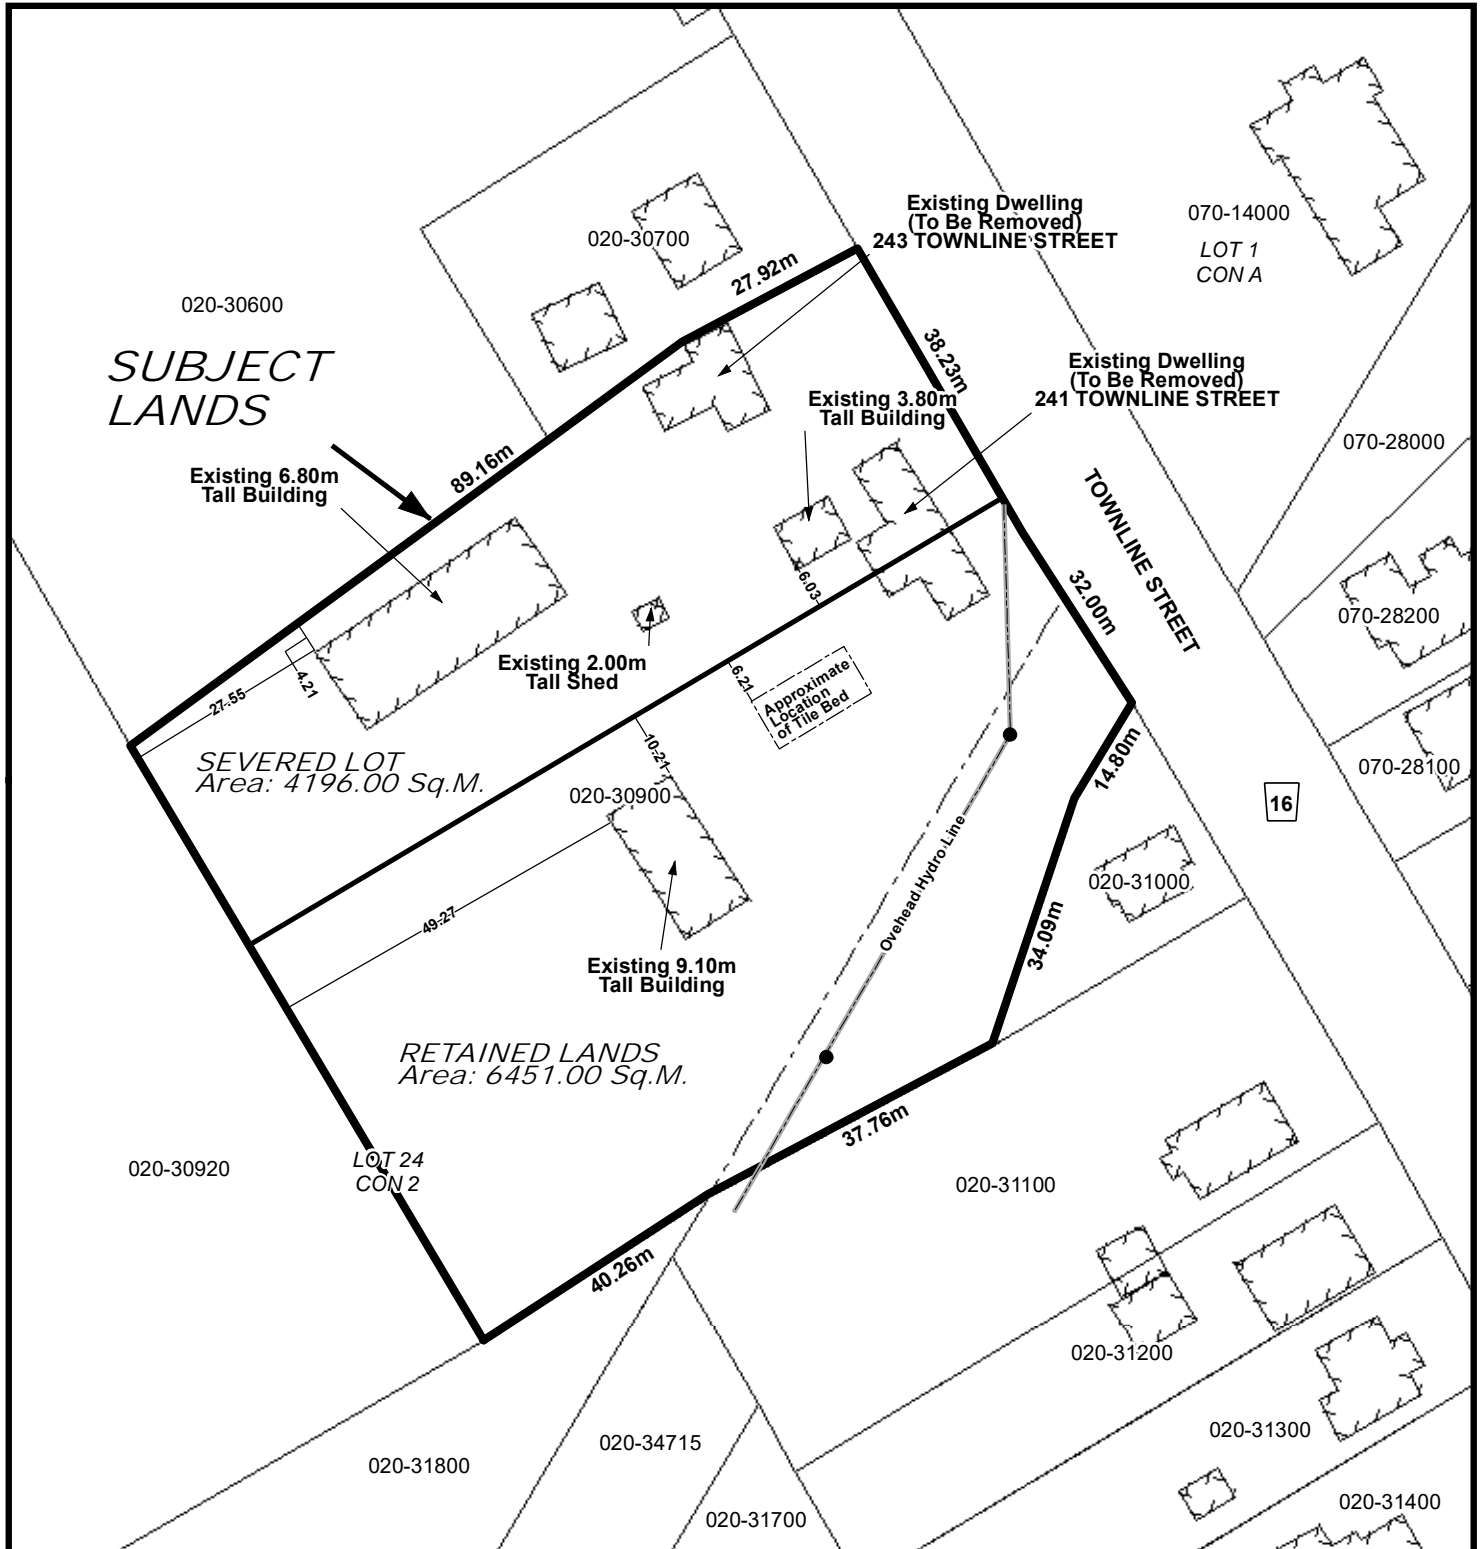 Existing Dwelling
(To Be Removed)
243 TOWNLINE STREET
070-14000
LOT 1
CON A
020-30700
27.92m
020-30600
SUBJECT
LANDS
38.23m
Existing Dwelling
(To Be Removed)
241 TOWNLINE STREET
Existing 3.80m
Tall Building
070-28000
89.16m
Existing 6.80m
Tall Building
TOWNLINE STREET
32.00m
6.03
070-28200
Existing 2.00m
Tall Shed
4.21
27.55
6.21
Approximate
Location
of Tile Bed
10.21
14.80m
SEVERED LOT
Area: 4196.00 Sq.M.
070-28100
020-30900
16
Ovehead Hydro Line
020-31000
49.27
34.09m
Existing 9.10m
Tall Building
RETAINED LANDS
Area: 6451.00 Sq.M.
37.76m
LOT 24
CON 2
020-30920
020-31100
40.26m
020-31200
020-31300
020-34715
020-31800
020-31400
020-31700